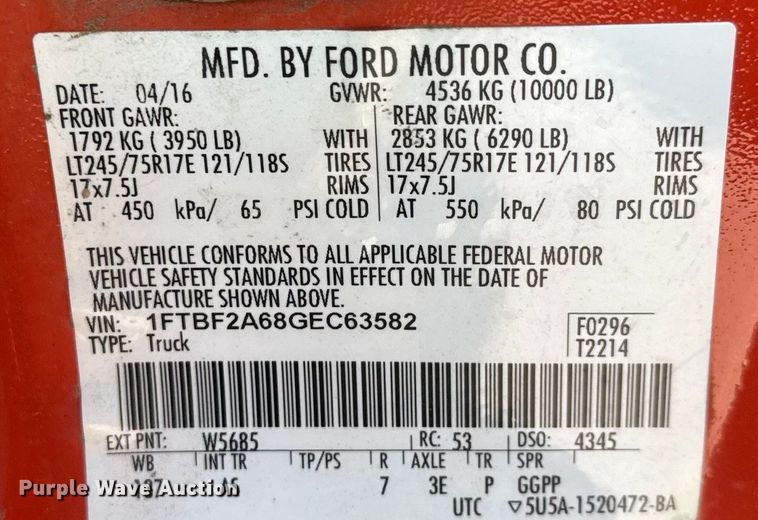 MFD. BY FORD MOTOR CO.
DATE: 04/16 GVWR: 4536 KG (10000 LB)
FRONT GAWR: REAR GAWR:
1792 KG ( 3950 LB) WITH 2853 KG ( 6290 LB) WITH
LT245/75R17E 121/118S TIRES LT245/75R17E 121/118S TIRES
17x7.5J RIMS 17x7.5J RIMS
AT 450 kPa/ 65 PSI COLD AT 550 kPa/ 80 PSI COLD
THIS VEHICLE CONFORMS TO ALL APPLICABLE FEDERAL MOTOR
VEHICLE SAFETY STANDARDS IN EFFECT ON THE DATE OF
MANUFACTURE SHOWN ABOVE.
VIN: 1FTBF2A68GEC63582 F0296
TYPE: Truck T2214
EXT PNT: W5685 RC: 53 DSO: 4345
WB INT TR TP/PS R AXLE TR SPR
7 3E P GGPP
UTC ▽5U5A-1520472-BA
Purple Wave Auction